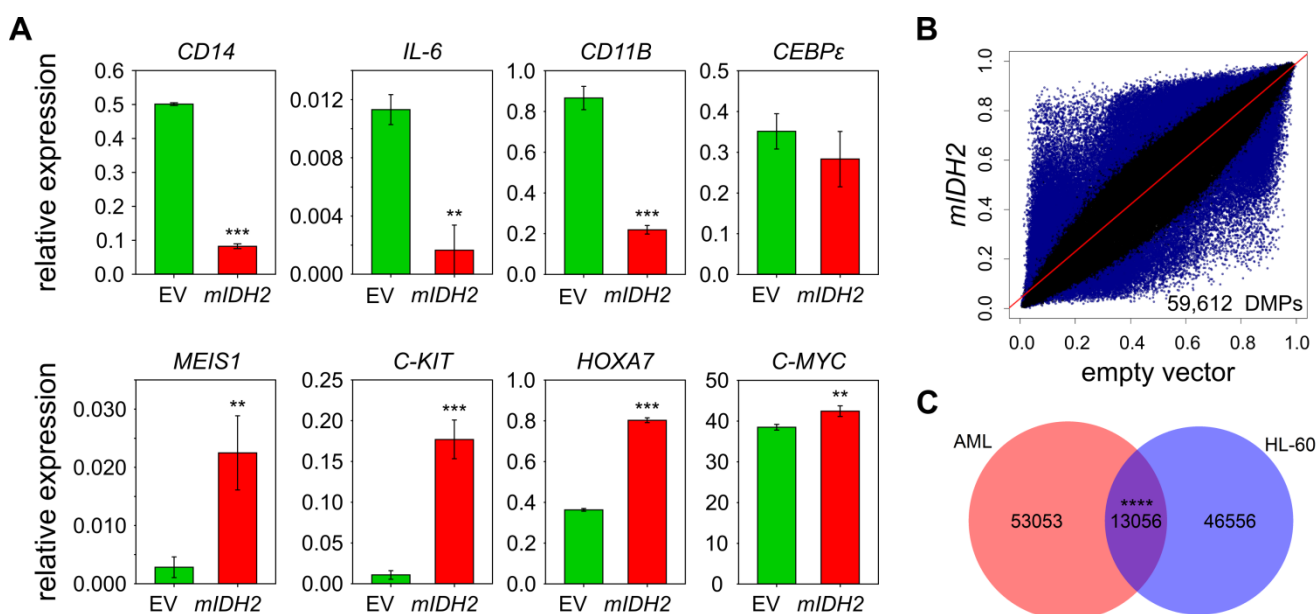 A
CD14
IL-6
CD11B
CEBPε
relative expression
0.6
0.5
0.4
0.3
0.2
0.1
0.0
***
EV mIDH2
0.012
0.008
0.004
0.000
**
EV mIDH2
1.0
0.8
0.6
0.4
0.2
0.0
***
EV mIDH2
0.5
0.4
0.3
0.2
0.1
0.0
EV mIDH2
MEIS1
C-KIT
HOXA7
C-MYC
relative expression
0.030
0.020
0.010
0.000
**
EV mIDH2
0.25
0.20
0.15
0.10
0.05
0.00
***
EV mIDH2
1.0
0.8
0.6
0.4
0.2
0.0
***
EV mIDH2
50
40
30
20
10
0
**
EV mIDH2
B
mIDH2
1.0
0.8
0.6
0.4
0.2
0.0
59,612 DMPs
0.0 0.2 0.4 0.6 0.8 1.0
empty vector
C
AML
HL-60
****
53053 13056 46556